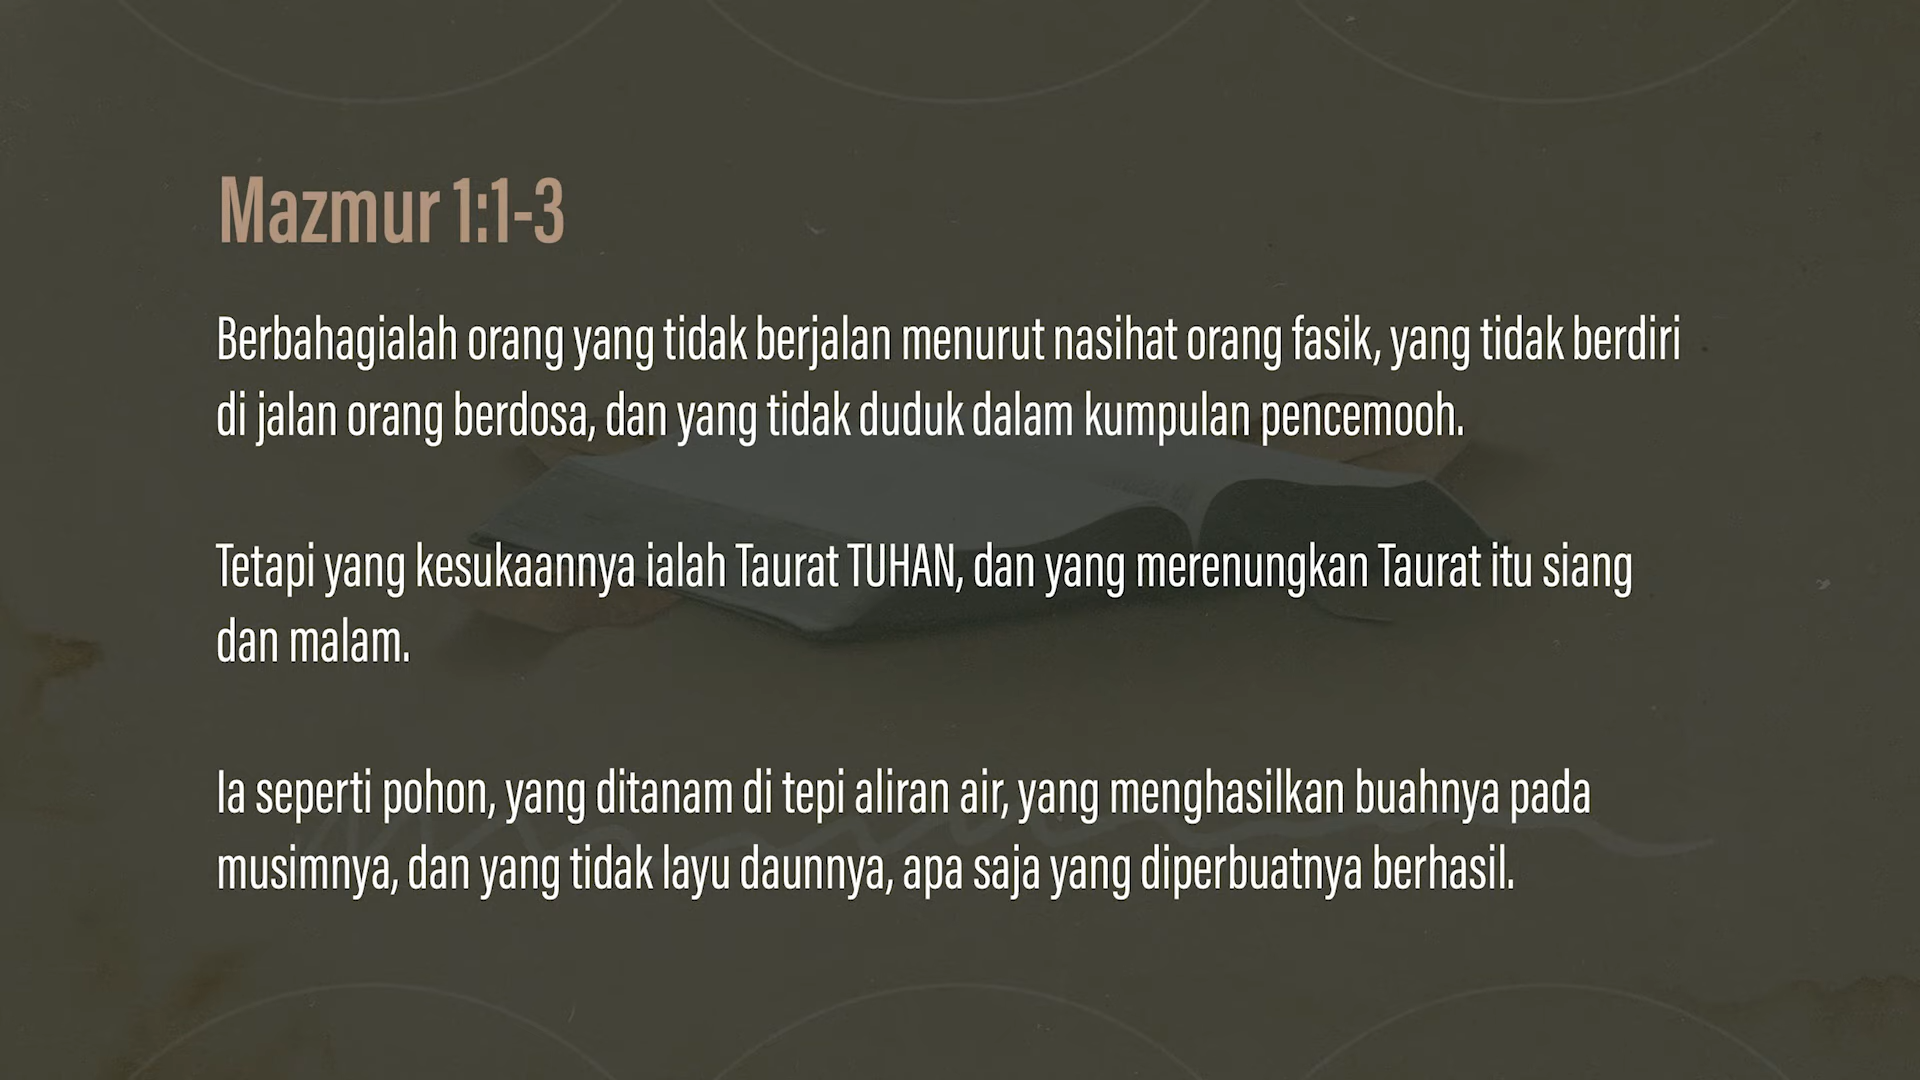 Mazmur 1:1-3
Berbahagialah orang yang tidak berjalan menurut nasihat orang fasik, yang tidak berdiri
di jalan orang berdosa, dan yang tidak duduk dalam kumpulan pencemooh.
Tetapi yang kesukaannya ialah Taurat TUHAN, dan yang merenungkan Taurat itu siang
dan malam.
Ia seperti pohon, yang ditanam di tepi aliran air, yang menghasilkan buahnya pada
musimnya, dan yang tidak layu daunnya, apa saja yang diperbuatnya berhasil.